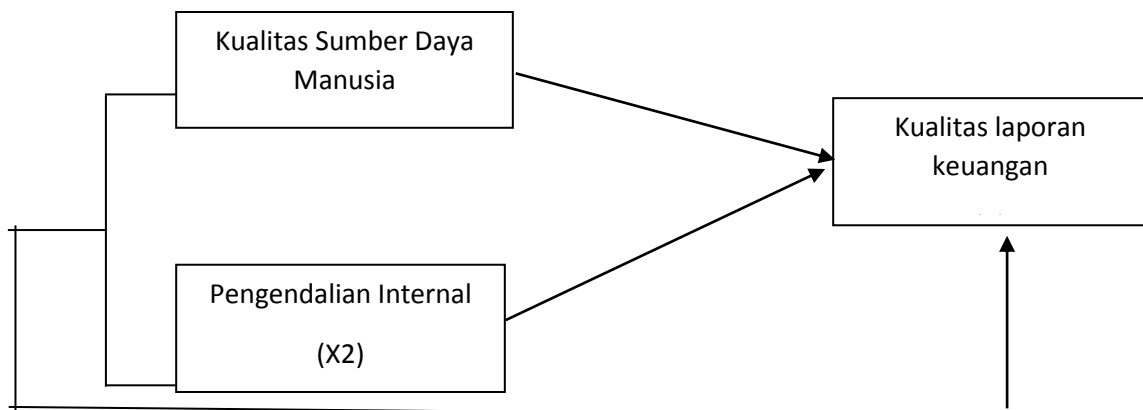 Kualitas Sumber Daya
Manusia
Kualitas laporan
keuangan
Pengendalian Internal
(X2)